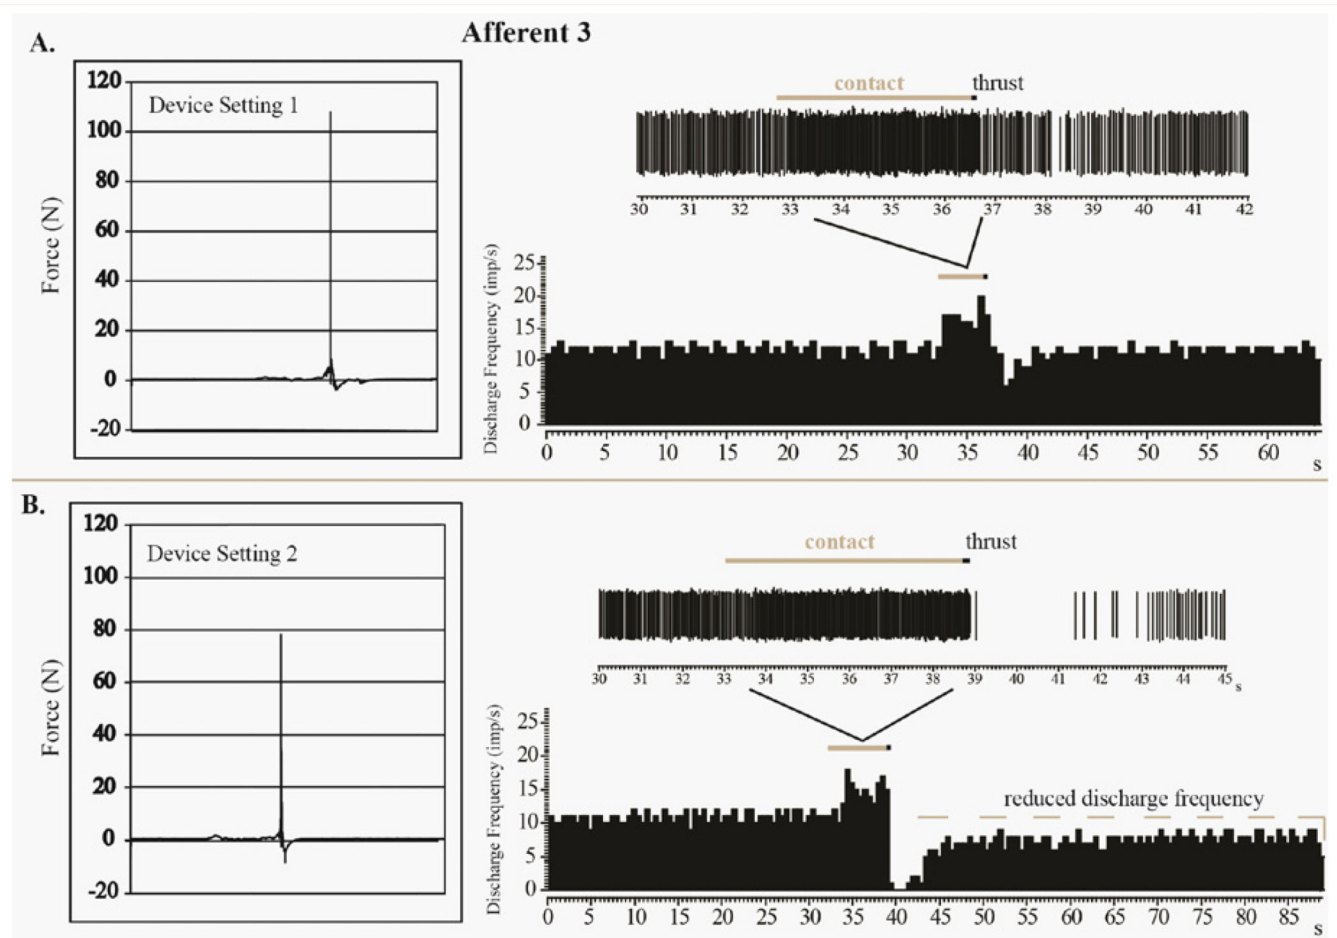 Afferent 3
A.
Device Setting 1
Force (N)
120
100
80
60
40
20
0
-20
contact thrust
30 31 32 33 34 35 36 37 38 39 40 41 42
Discharge Frequency (imp/s)
25
20
15
10
5
0
0 5 10 15 20 25 30 35 40 45 50 55 60
s
B.
Device Setting 2
Force (N)
120
100
80
60
40
20
0
-20
contact thrust
30 31 32 33 34 35 36 37 38 39 40 41 42 43 44 45 s
Discharge Frequency (imp/s)
25
20
15
10
5
0
reduced discharge frequency
0 5 10 15 20 25 30 35 40 45 50 55 60 65 70 75 80 85
s